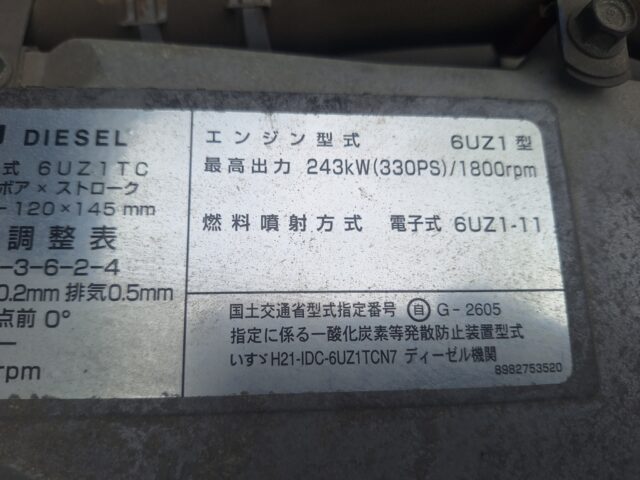 DIESEL
式 6UZ1TC
ボア×ストローク
120×145mm
調整表
-3-6-2-4
0.2mm 排気0.5mm
点前 0°
rpm
エンジン型式 6UZ1型
最高出力 243kW(330PS)/1800rpm
燃料噴射方式 電子式 6UZ1-11
国土交通省型式指定番号 自 G-2605
指定に係る一酸化炭素等発散防止装置型式
いすゞH21-IDC-6UZ1TCN7 ディーゼル機関
8982753520